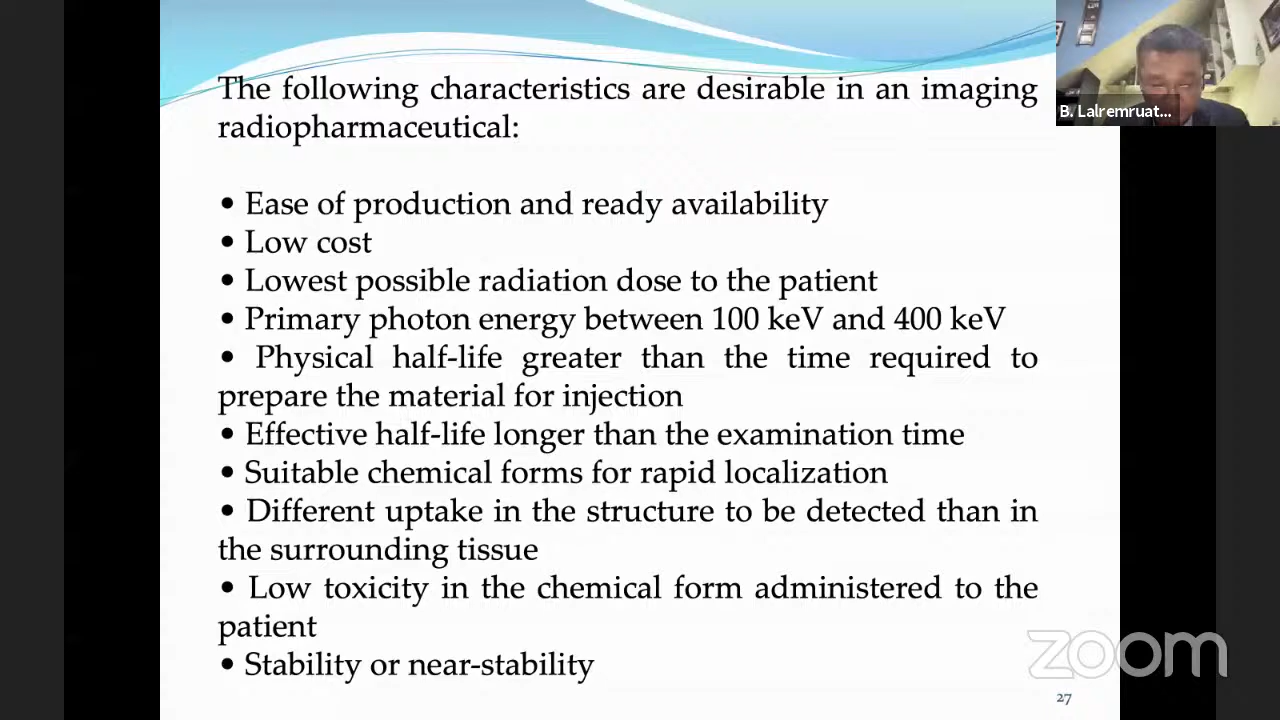 The following characteristics are desirable in an imaging
radiopharmaceutical:
• Ease of production and ready availability
• Low cost
• Lowest possible radiation dose to the patient
• Primary photon energy between 100 keV and 400 keV
• Physical half-life greater than the time required to
prepare the material for injection
• Effective half-life longer than the examination time
• Suitable chemical forms for rapid localization
• Different uptake in the structure to be detected than in
the surrounding tissue
• Low toxicity in the chemical form administered to the
patient
• Stability or near-stability
B. Lalremruat...
zoom
27